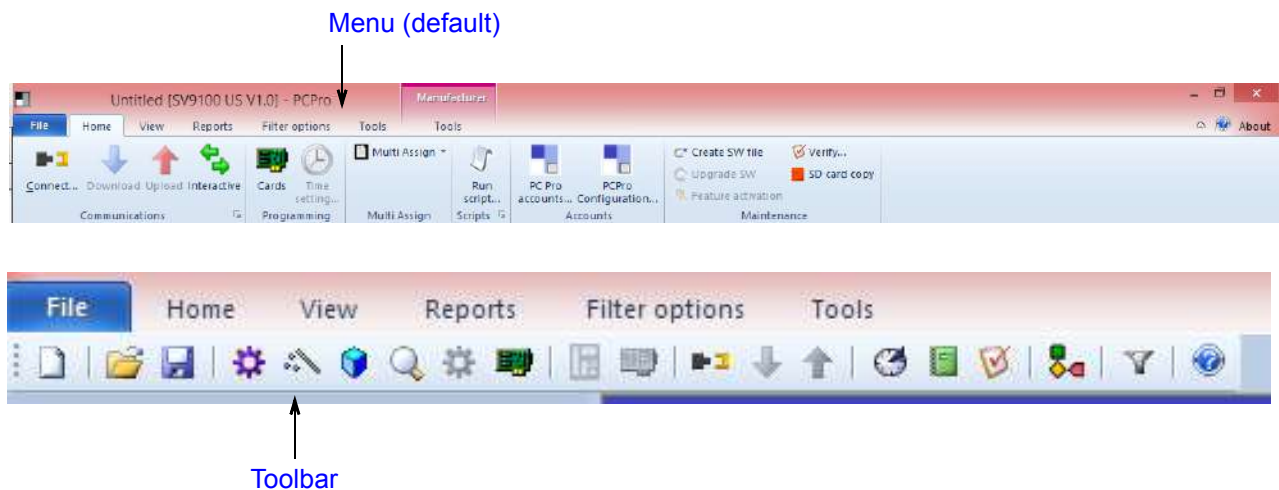 Menu (default)
Untitled [SV9100 US V1.0] - PCPro
Manufacturer
File Home View Reports Filter options Tools Tools About
Connect... Download Upload Interactive
Communications
Cards Time setting...
Programming
Multi Assign
Multi Assign
Run script...
Scripts
PC Pro accounts... PCPro Configuration...
Accounts
Create SW file
Upgrade SW
Feature activation
Verify...
SD card copy
Maintenance
File Home View Reports Filter options Tools
Toolbar